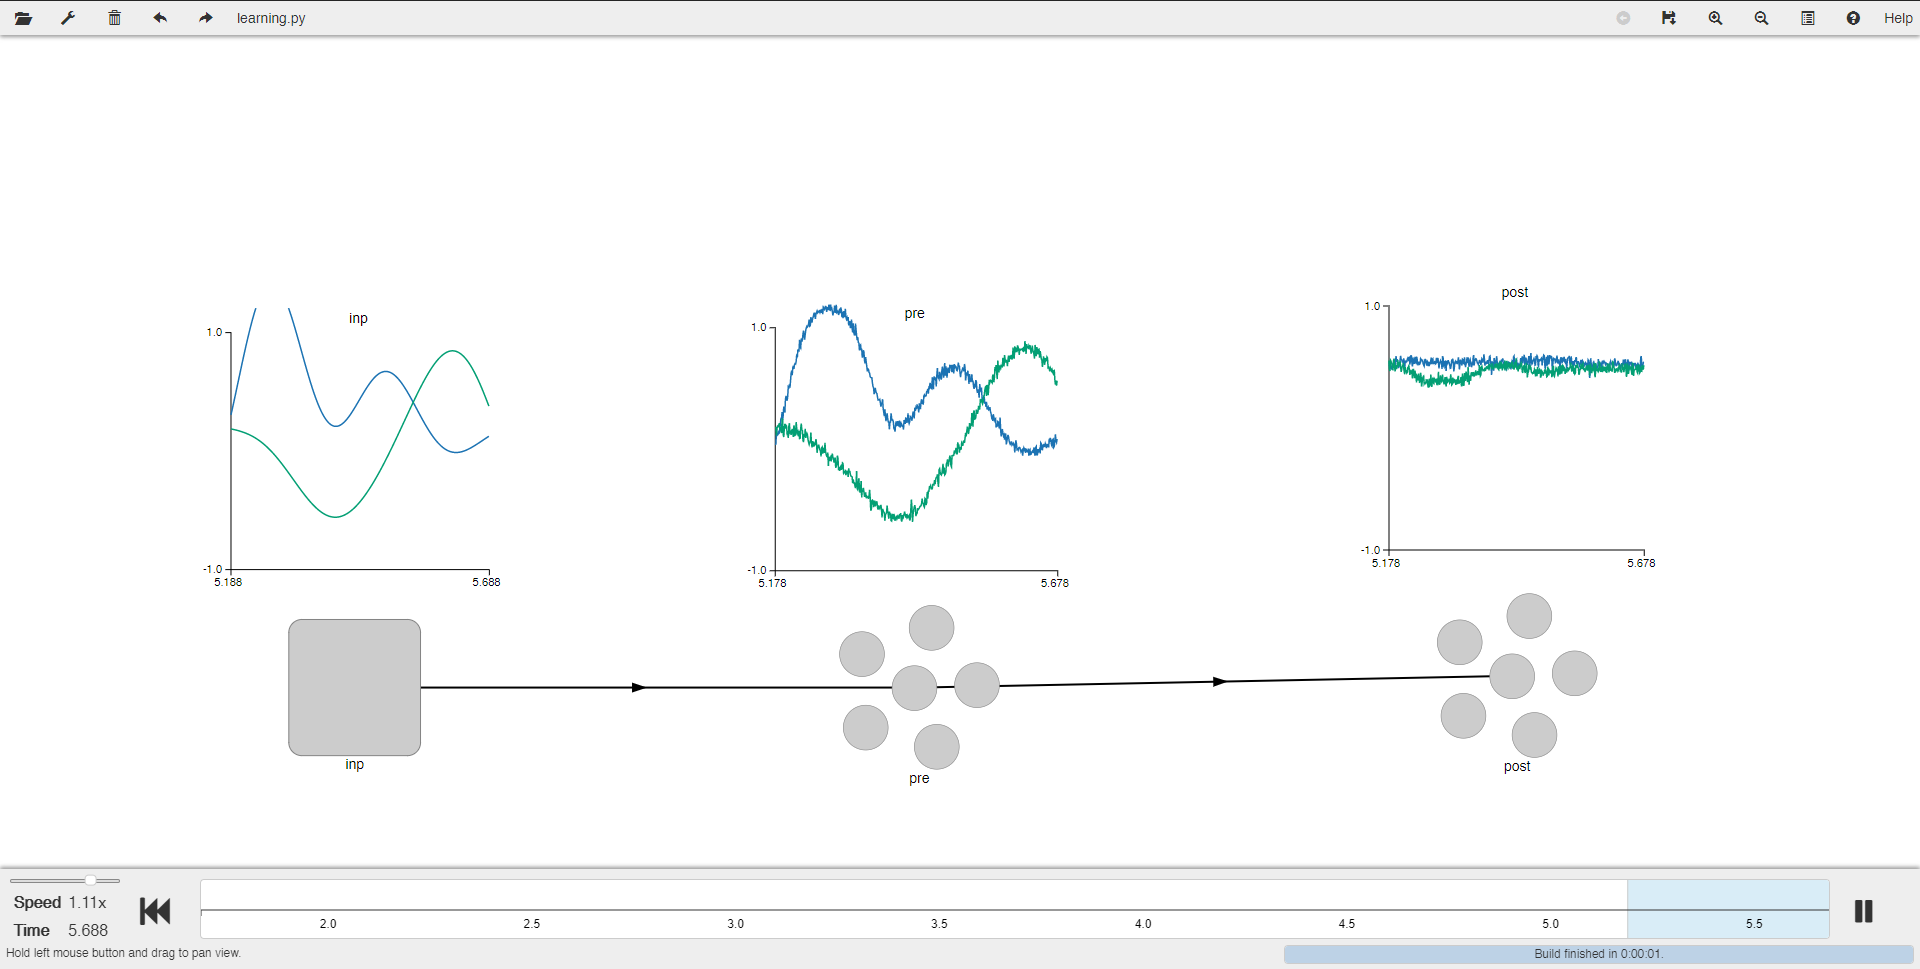 learning.py
Help
inp
1.0
-1.0
5.188
5.688
pre
1.0
-1.0
5.178
5.678
post
1.0
-1.0
5.178
5.678
inp
pre
post
Speed 1.11x
Time 5.688
2.0 2.5 3.0 3.5 4.0 4.5 5.0 5.5
Hold left mouse button and drag to pan view.
Build finished in 0:00:01.